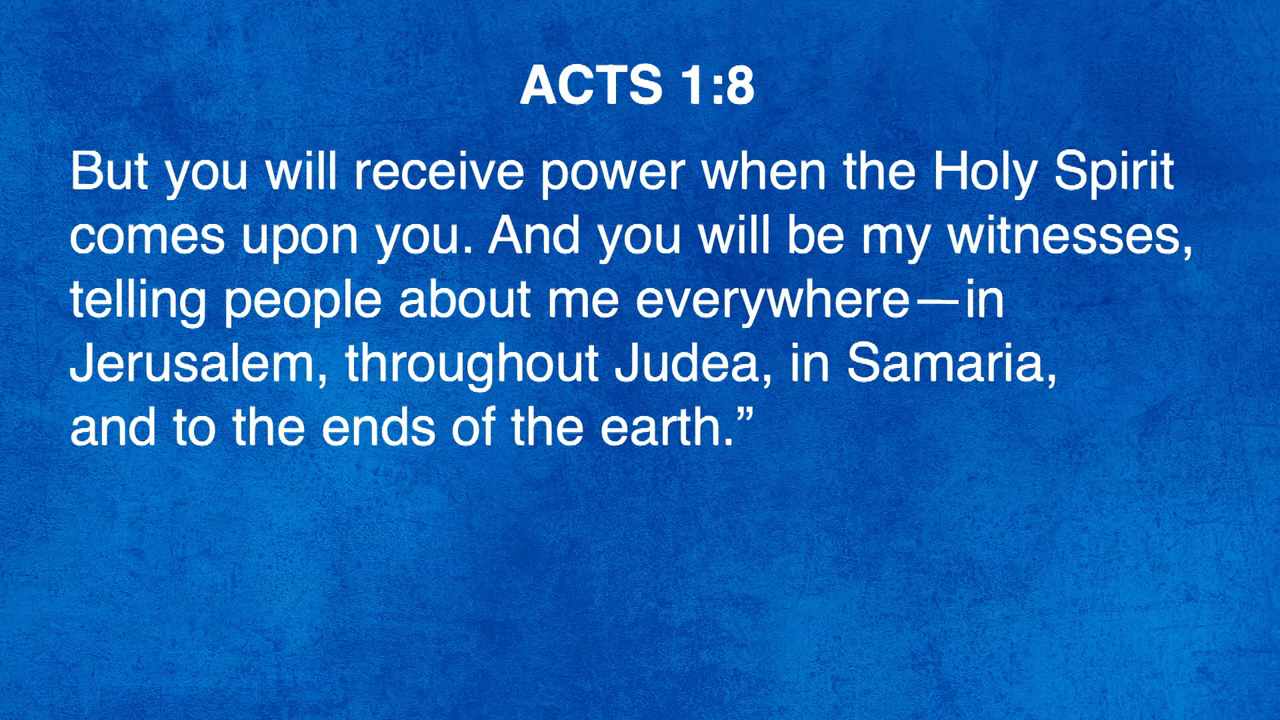 ACTS 1:8
But you will receive power when the Holy Spirit
comes upon you. And you will be my witnesses,
telling people about me everywhere—in
Jerusalem, throughout Judea, in Samaria,
and to the ends of the earth.”